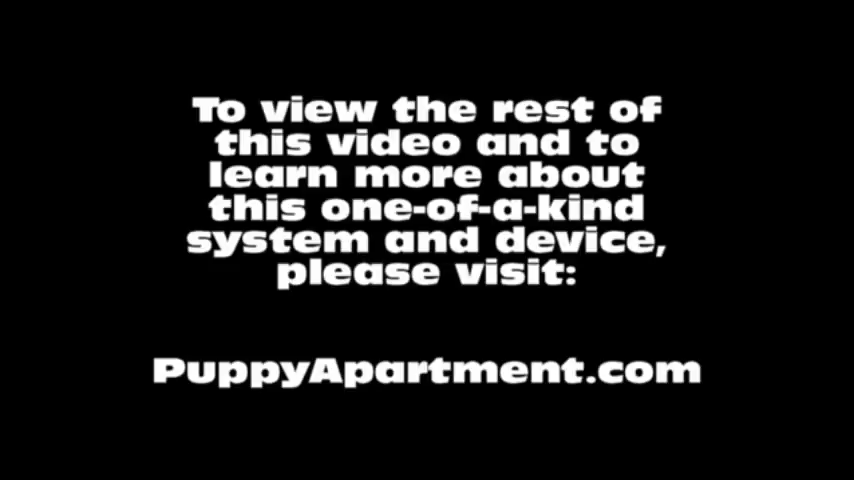 To view the rest of
this video and to
learn more about
this one-of-a-kind
system and device,
please visit:
PuppyApartment.com